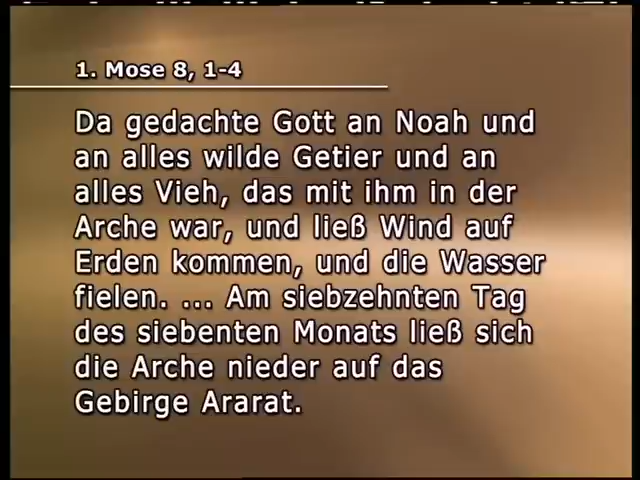 1. Mose 8, 1-4
Da gedachte Gott an Noah und
an alles wilde Getier und an
alles Vieh, das mit ihm in der
Arche war, und ließ Wind auf
Erden kommen, und die Wasser
fielen. ... Am siebzehnten Tag
des siebenten Monats ließ sich
die Arche nieder auf das
Gebirge Ararat.